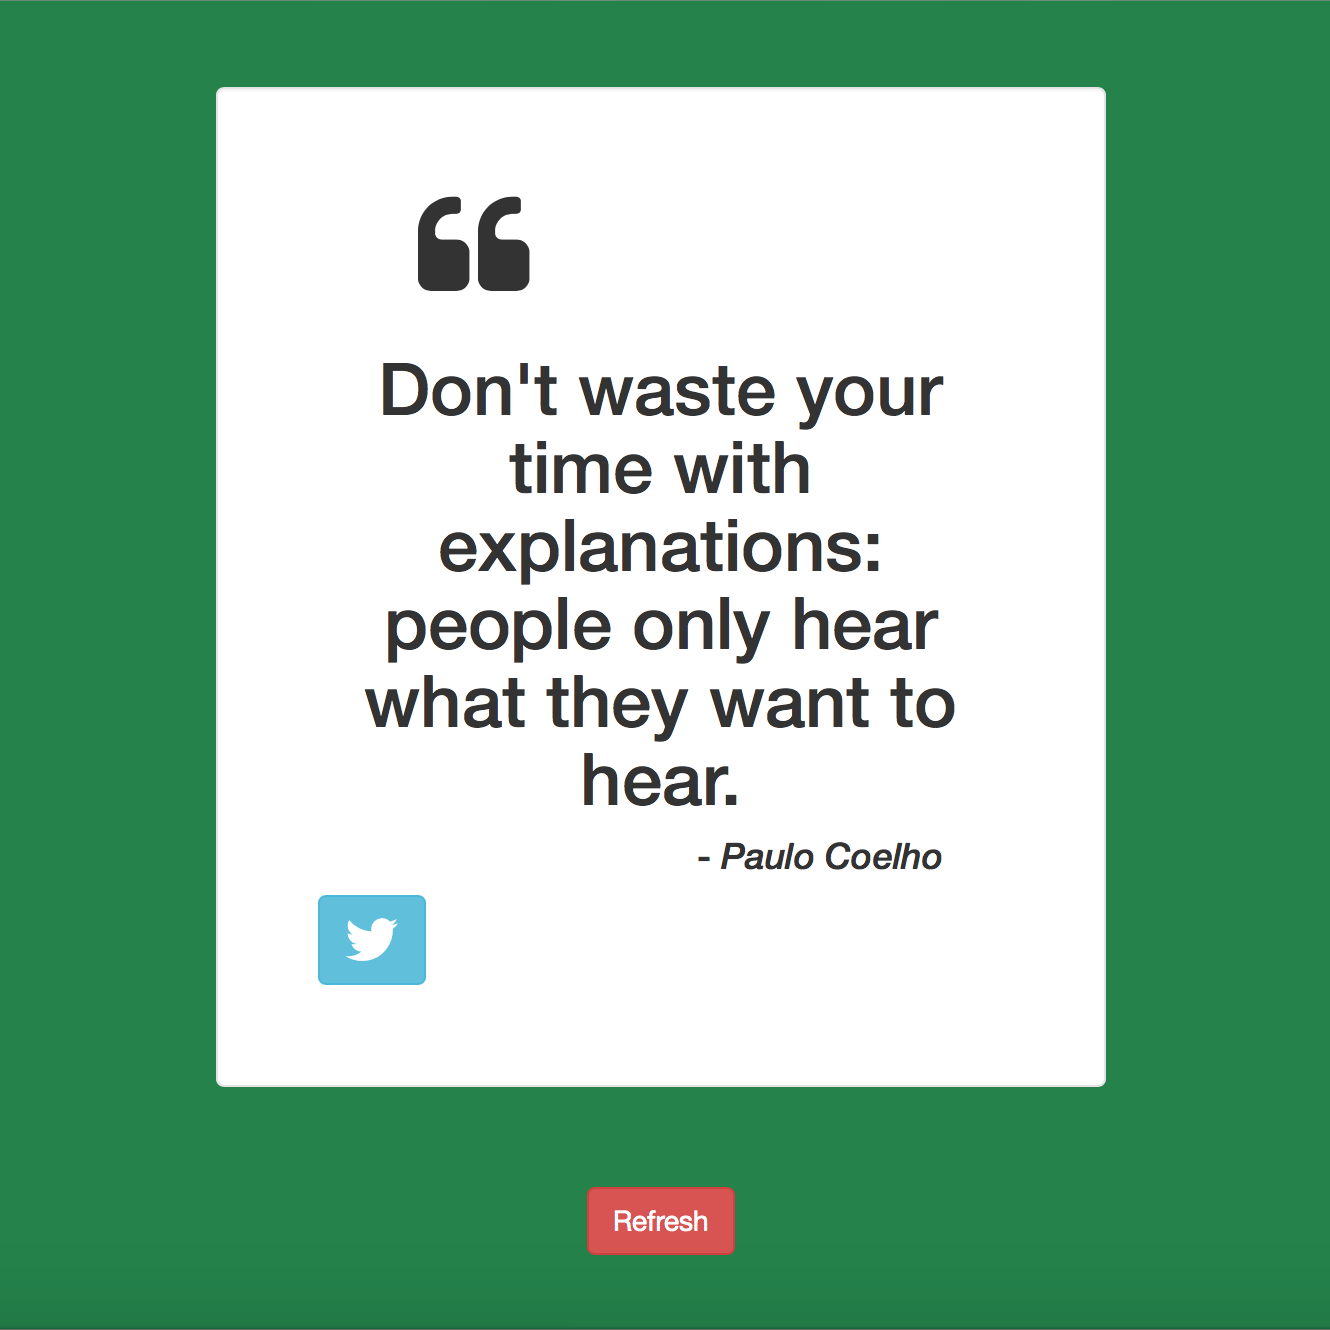 “
Don't waste your
time with
explanations:
people only hear
what they want to
hear.
- Paulo Coelho
Refresh